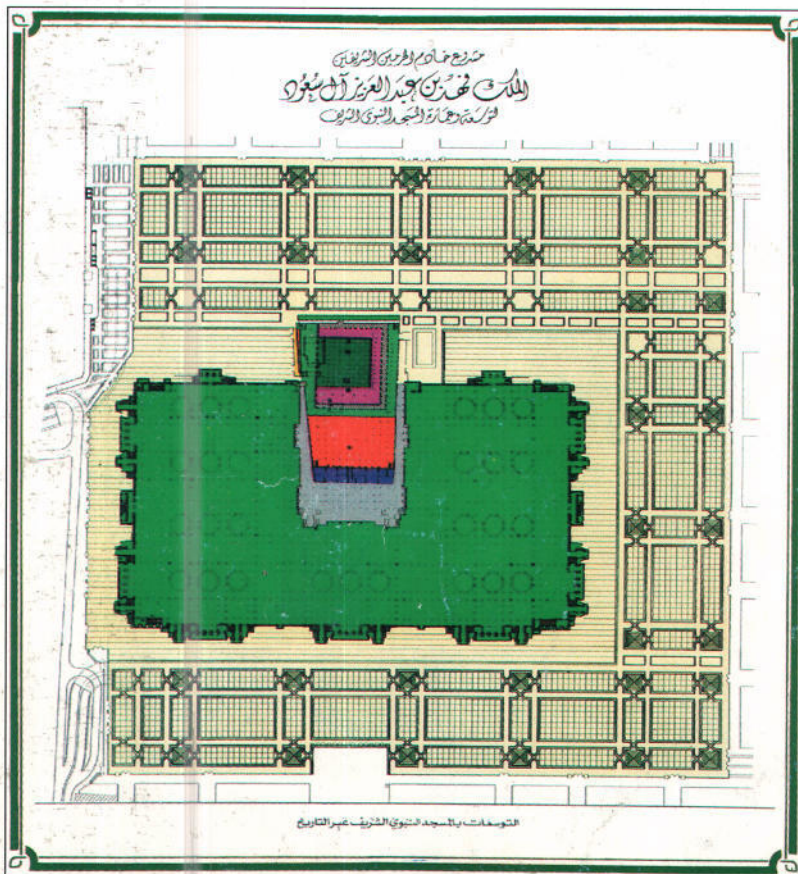 مشروع خادم الحرمين الشريفين
الملك فهد بن عبد العزيز آل سعود
لتوسعة وعمارة المسجد النبوي الشريف
التوسعات بالمسجد النبوي الشريف عبر التاريخ